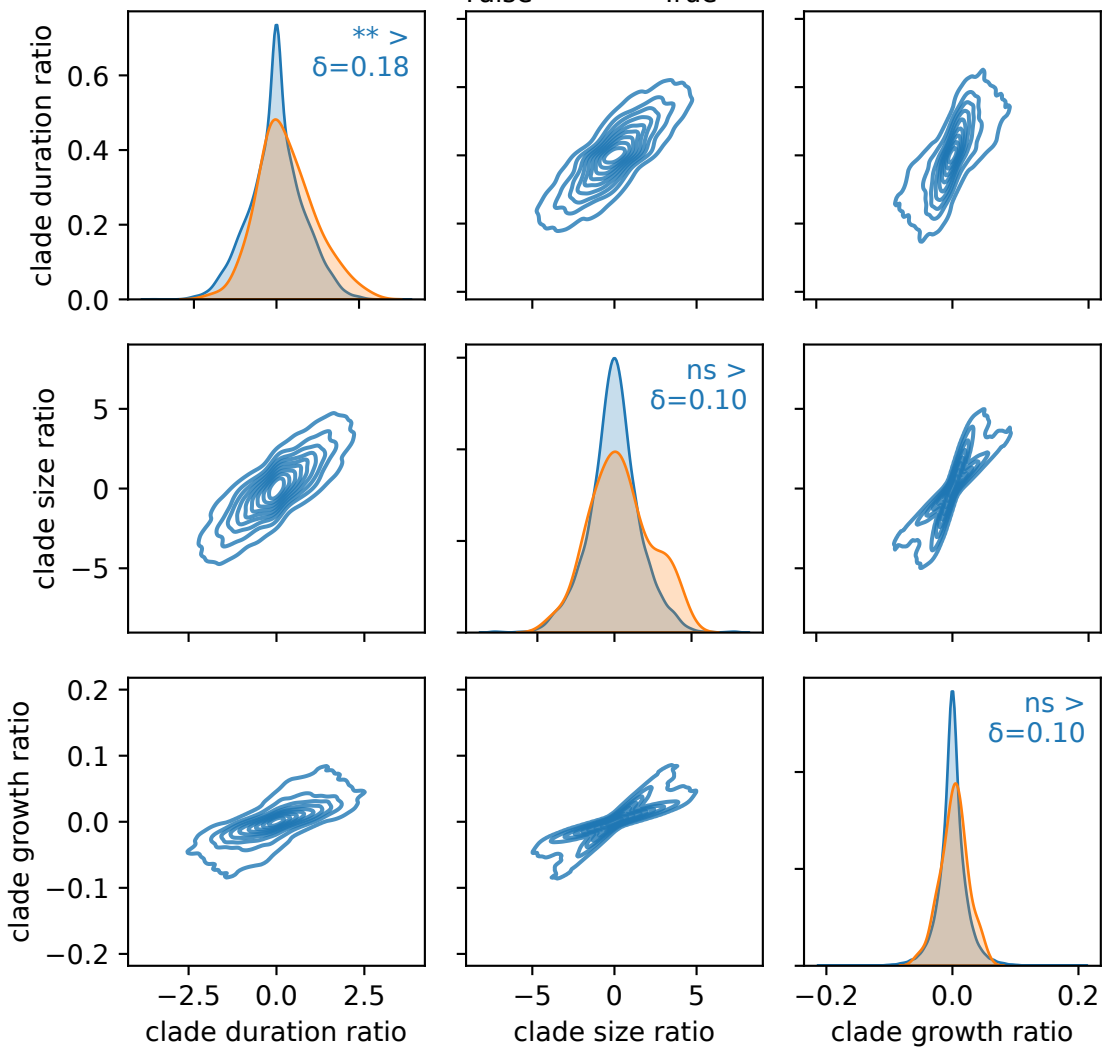 ** >
δ=0.18
clade duration ratio
0.6
0.4
0.2
0.0
ns >
δ=0.10
clade size ratio
5
0
−5
ns >
δ=0.10
clade growth ratio
0.2
0.1
0.0
−0.1
−0.2
−2.5 0.0 2.5
−5 0 5
−0.2 0.0 0.2
clade duration ratio
clade size ratio
clade growth ratio